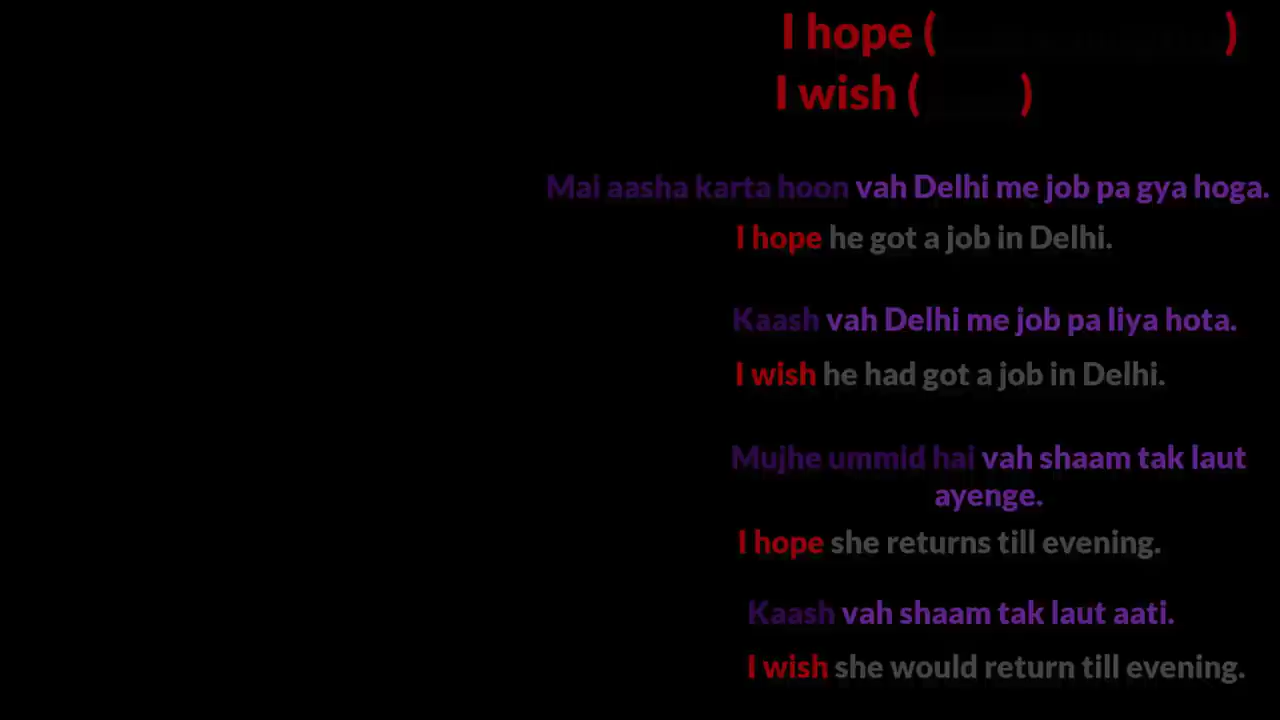 I hope ( )
I wish ( )
Mai aasha karta hoon vah Delhi me job pa gya hoga.
I hope he got a job in Delhi.
Kaash vah Delhi me job pa liya hota.
I wish he had got a job in Delhi.
Mujhe ummid hai vah shaam tak laut
ayenge.
I hope she returns till evening.
Kaash vah shaam tak laut aati.
I wish she would return till evening.